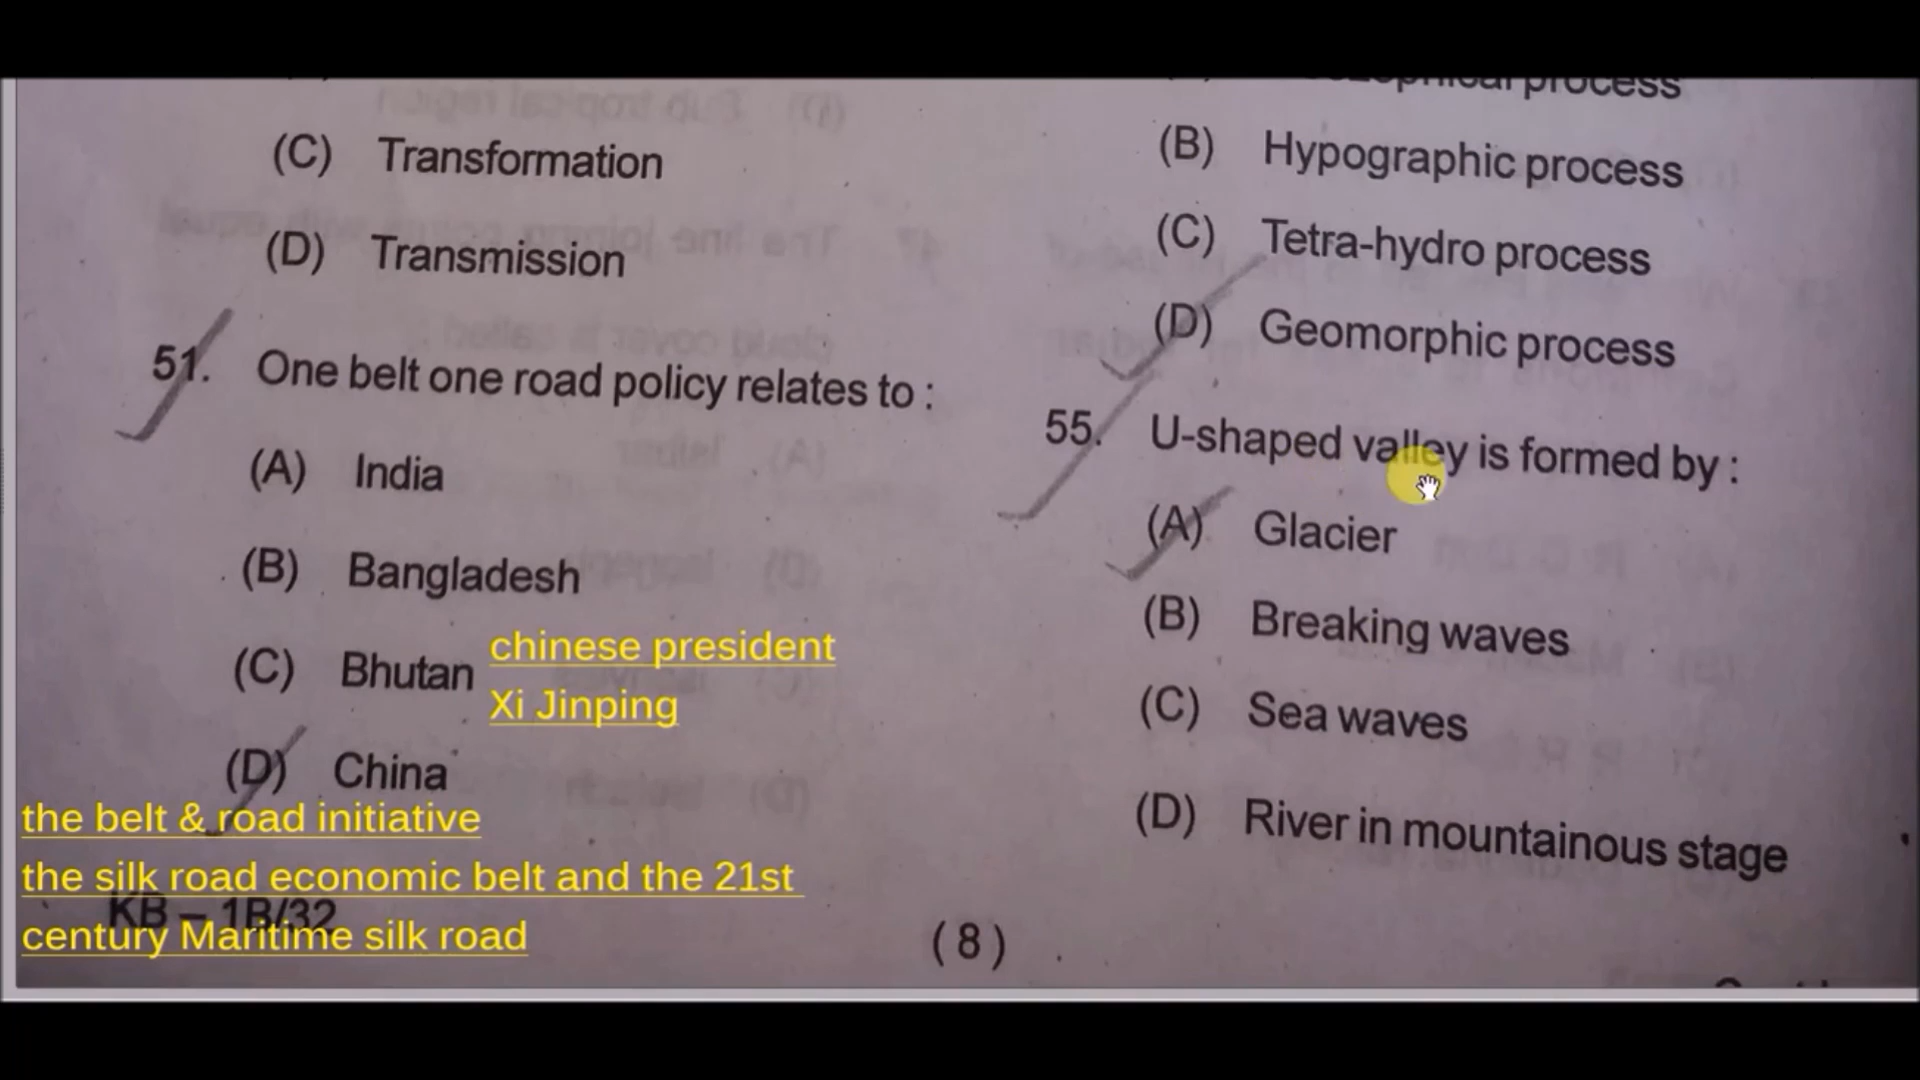 (C) Transformation
(D) Transmission
51. One belt one road policy relates to :
(A) India
(B) Bangladesh
(C) Bhutan
chinese president
Xi Jinping
(D) China
the belt & road initiative
the silk road economic belt and the 21st
century Maritime silk road
KB – 1B/32
(8)
process
(B) Hypographic process
(C) Tetra-hydro process
(D) Geomorphic process
55. U-shaped valley is formed by :
(A) Glacier
(B) Breaking waves
(C) Sea waves
(D) River in mountainous stage